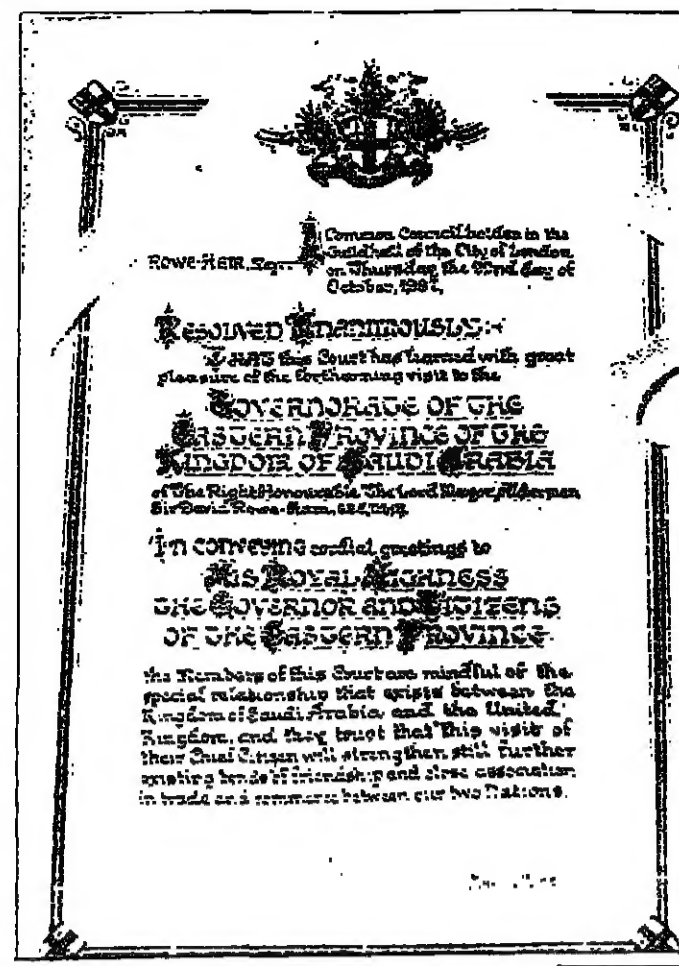 Common Council holden in the
ROWE-HAM, Esq. Guildhall of the City of London
on Thursday the 22nd day of
October, 1987,
RESOLVED UNANIMOUSLY:-
THAT this Court has learned with great
pleasure of the forthcoming visit to the
GOVERNORATE OF THE
EASTERN PROVINCE OF THE
KINGDOM OF SAUDI ARABIA
of The Right Honourable The Lord Mayor, Alderman
Sir David Rowe-Ham,
In conveying cordial greetings to
HIS ROYAL HIGHNESS
THE GOVERNOR AND CITIZENS
OF THE EASTERN PROVINCE
the Members of this Court are mindful of the
special relationship that exists between the
Kingdom of Saudi Arabia and the United
Kingdom, and they trust that this visit of
their Chief Citizen will strengthen still further
existing bonds of friendship and close association
in trade and commerce between our two Nations.